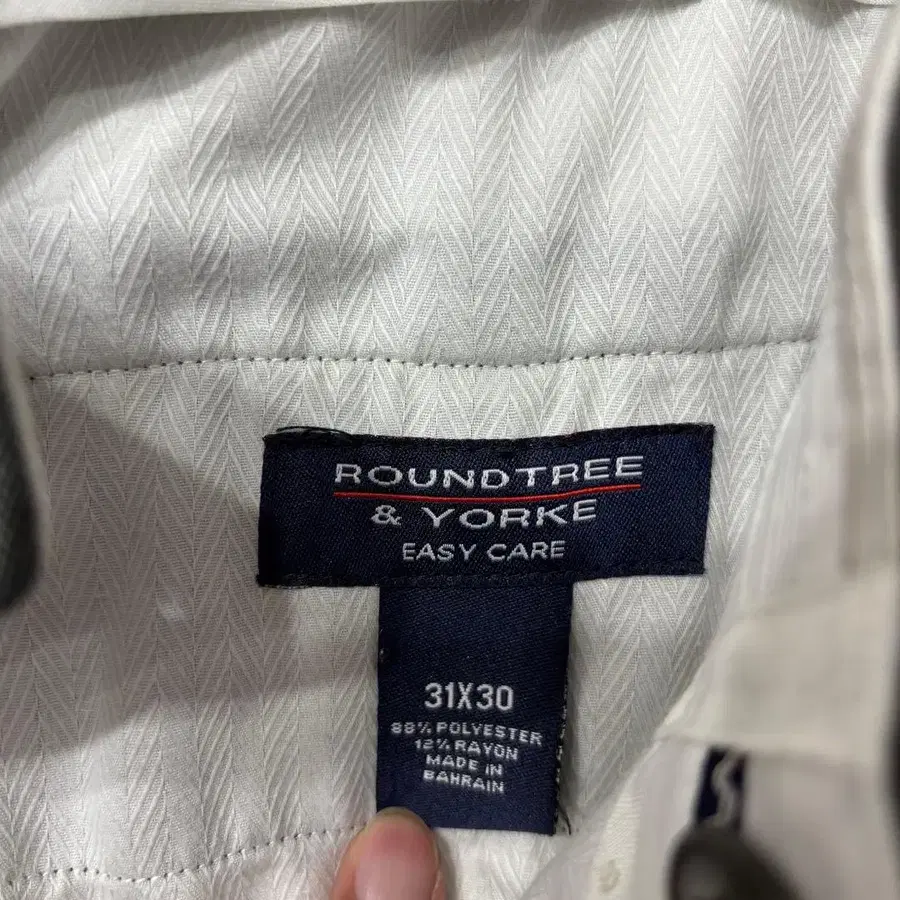 ROUNDTREE
& YORKE
EASY CARE
31X30
88% POLYESTER
12% RAYON
MADE IN
BAHRAIN